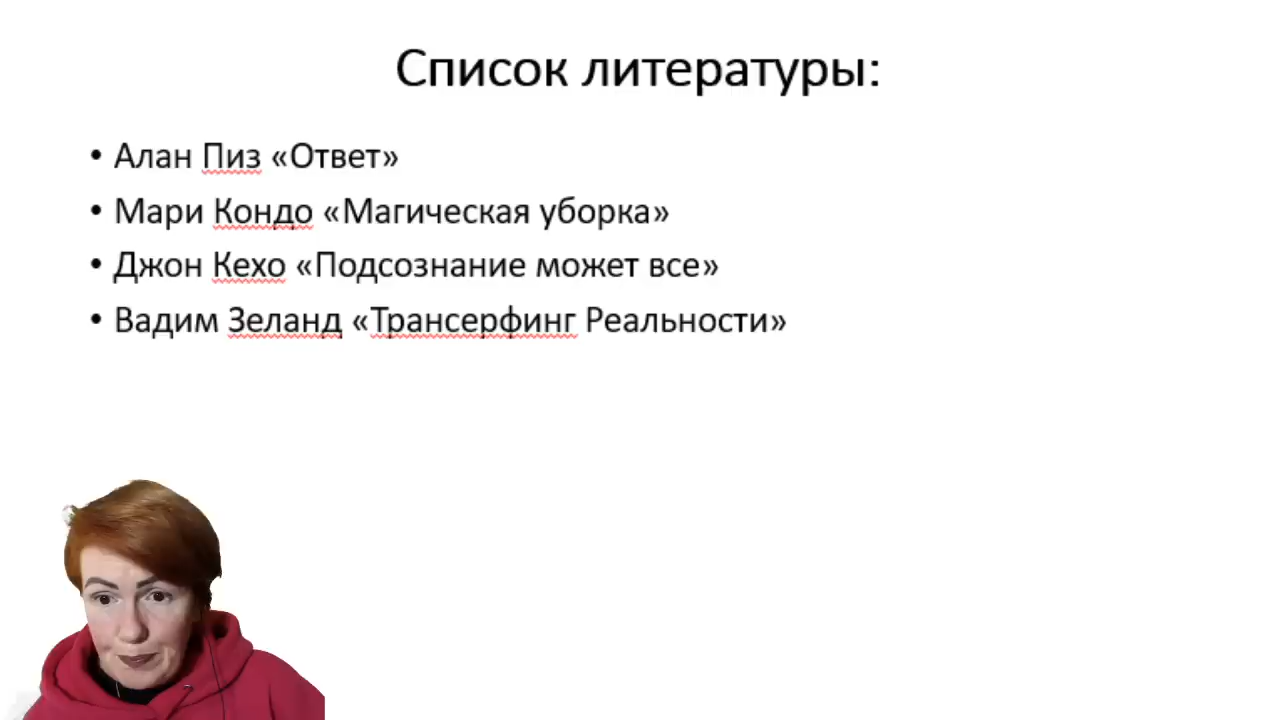 Список литературы:
• Алан Пиз «Ответ»
• Мари Кондо «Магическая уборка»
• Джон Кехо «Подсознание может все»
• Вадим Зеланд «Трансерфинг Реальности»